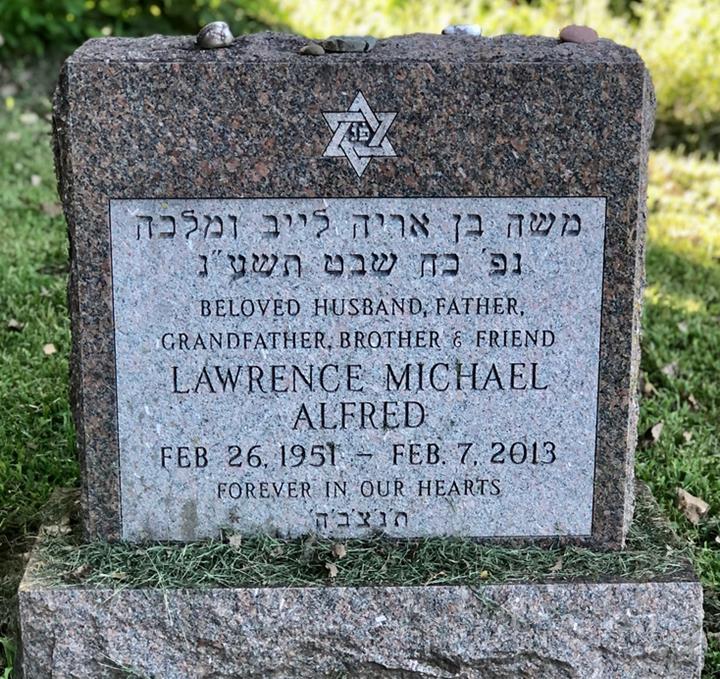 פנ
משה בן אריה לייב ומלכה
נפ׳ כח שבט תשע״ג
BELOVED HUSBAND, FATHER,
GRANDFATHER, BROTHER & FRIEND
LAWRENCE MICHAEL
ALFRED
FEB 26, 1951 – FEB. 7, 2013
FOREVER IN OUR HEARTS
ת׳נ׳צ׳ב׳ה׳